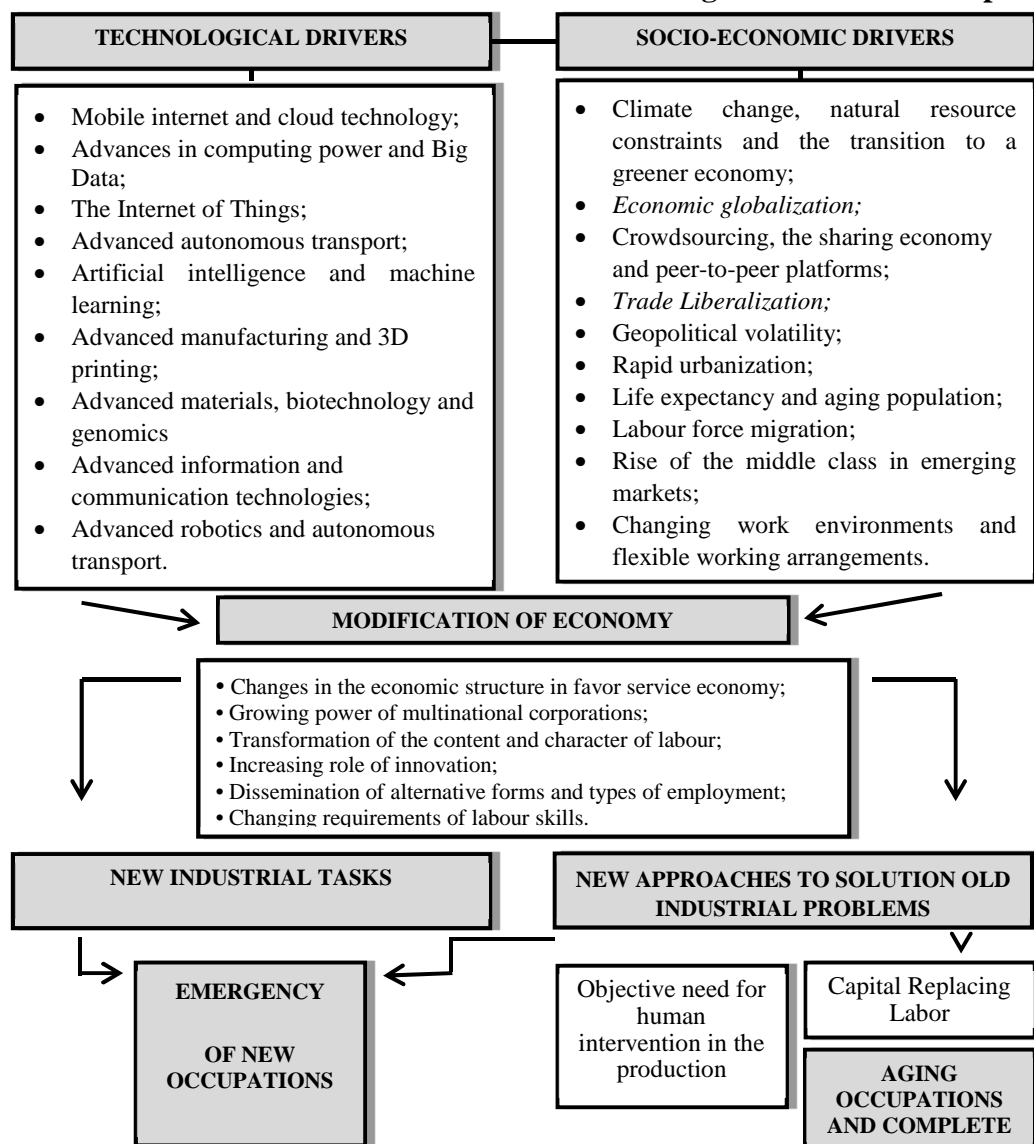 TECHNOLOGICAL DRIVERS
SOCIO-ECONOMIC DRIVERS
• Mobile internet and cloud technology;
• Advances in computing power and Big
Data;
• The Internet of Things;
• Advanced autonomous transport;
• Artificial intelligence and machine
learning;
• Advanced manufacturing and 3D
printing;
• Advanced materials, biotechnology and
genomics
• Advanced information and
communication technologies;
• Advanced robotics and autonomous
transport.
• Climate change, natural resource
constraints and the transition to a
greener economy;
• Economic globalization;
• Crowdsourcing, the sharing economy
and peer-to-peer platforms;
• Trade Liberalization;
• Geopolitical volatility;
• Rapid urbanization;
• Life expectancy and aging population;
• Labour force migration;
• Rise of the middle class in emerging
markets;
• Changing work environments and
flexible working arrangements.
MODIFICATION OF ECONOMY
• Changes in the economic structure in favor service economy;
• Growing power of multinational corporations;
• Transformation of the content and character of labour;
• Increasing role of innovation;
• Dissemination of alternative forms and types of employment;
• Changing requirements of labour skills.
NEW INDUSTRIAL TASKS
NEW APPROACHES TO SOLUTION OLD
INDUSTRIAL PROBLEMS
EMERGENCY
OF NEW
OCCUPATIONS
Objective need for
human
intervention in the
production
Capital Replacing
Labor
AGING
OCCUPATIONS
AND COMPLETE